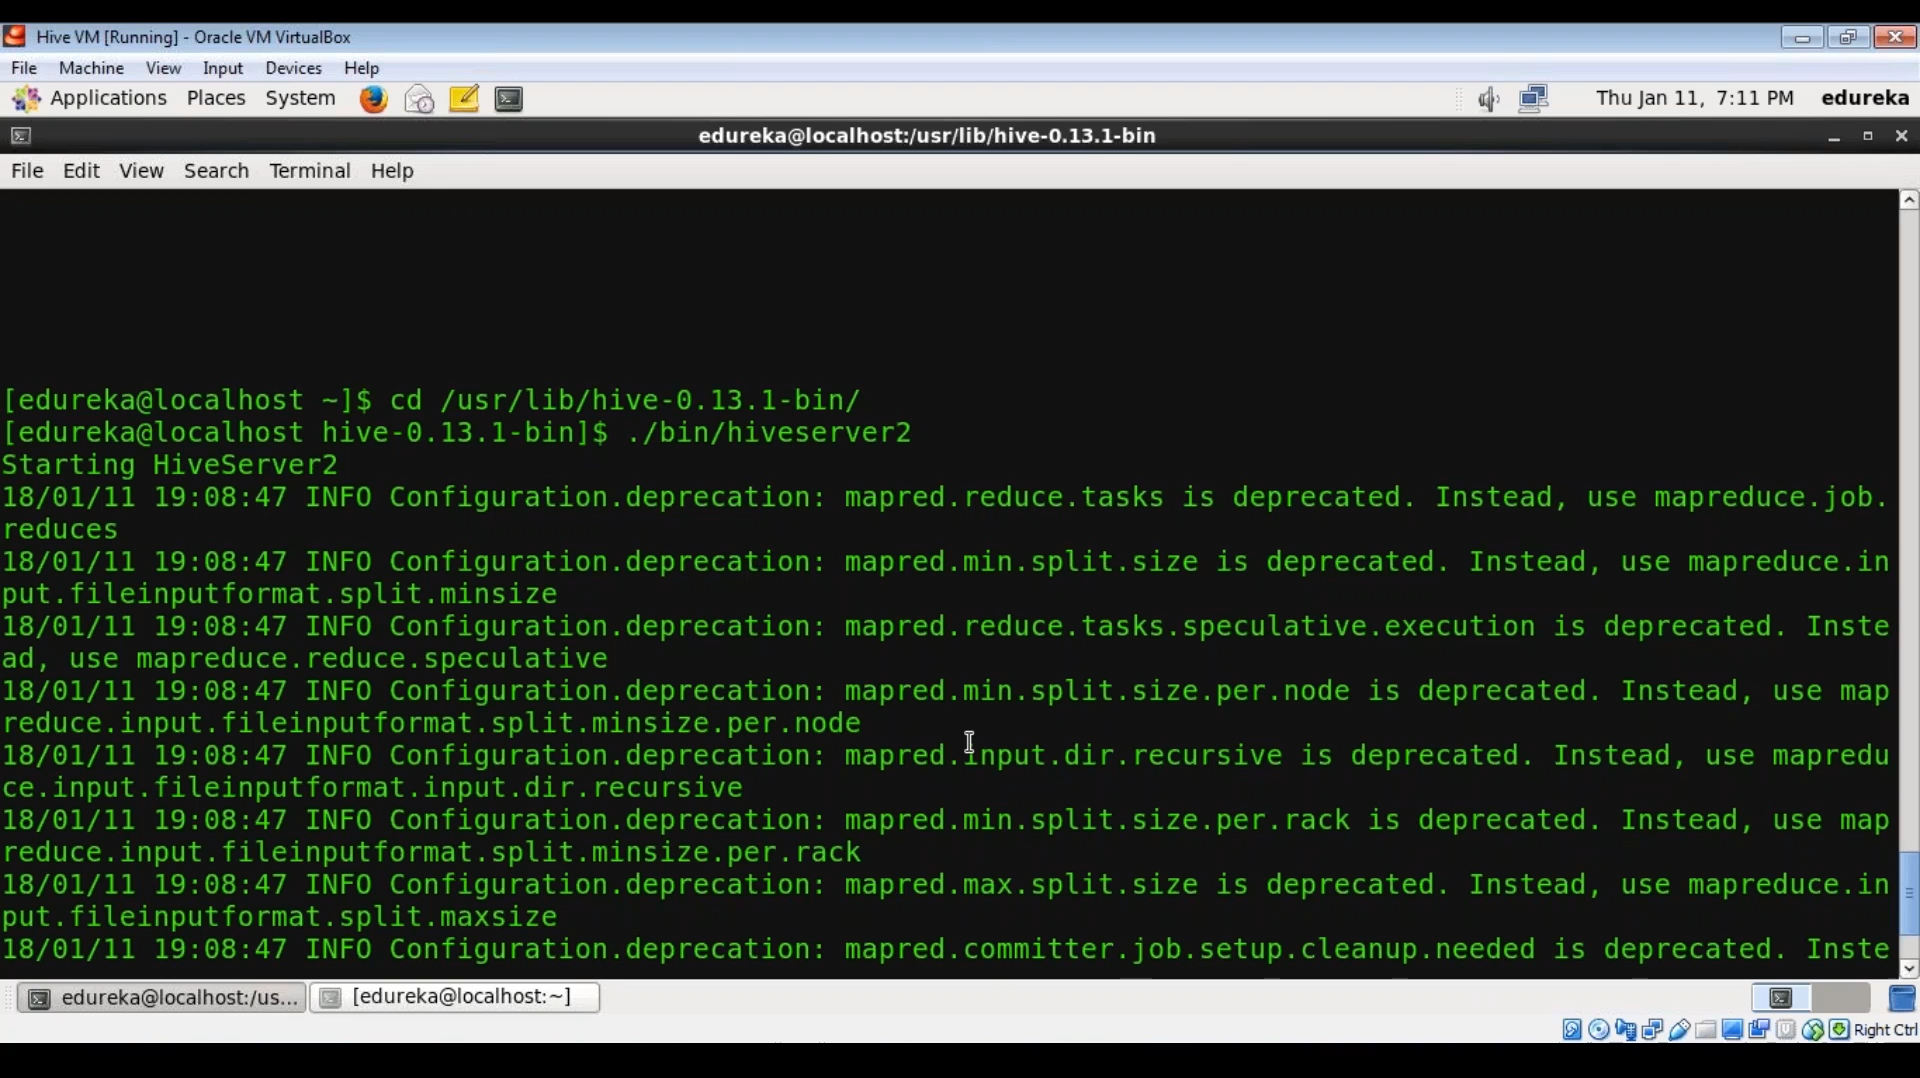 Hive VM [Running] - Oracle VM VirtualBox
File Machine View Input Devices Help
Applications Places System Thu Jan 11, 7:11 PM edureka
edureka@localhost:/usr/lib/hive-0.13.1-bin
File Edit View Search Terminal Help
[edureka@localhost ~]$ cd /usr/lib/hive-0.13.1-bin/
[edureka@localhost hive-0.13.1-bin]$ ./bin/hiveserver2
Starting HiveServer2
18/01/11 19:08:47 INFO Configuration.deprecation: mapred.reduce.tasks is deprecated. Instead, use mapreduce.job.
reduces
18/01/11 19:08:47 INFO Configuration.deprecation: mapred.min.split.size is deprecated. Instead, use mapreduce.in
put.fileinputformat.split.minsize
18/01/11 19:08:47 INFO Configuration.deprecation: mapred.reduce.tasks.speculative.execution is deprecated. Inste
ad, use mapreduce.reduce.speculative
18/01/11 19:08:47 INFO Configuration.deprecation: mapred.min.split.size.per.node is deprecated. Instead, use map
reduce.input.fileinputformat.split.minsize.per.node
18/01/11 19:08:47 INFO Configuration.deprecation: mapred.input.dir.recursive is deprecated. Instead, use mapredu
ce.input.fileinputformat.input.dir.recursive
18/01/11 19:08:47 INFO Configuration.deprecation: mapred.min.split.size.per.rack is deprecated. Instead, use map
reduce.input.fileinputformat.split.minsize.per.rack
18/01/11 19:08:47 INFO Configuration.deprecation: mapred.max.split.size is deprecated. Instead, use mapreduce.in
put.fileinputformat.split.maxsize
18/01/11 19:08:47 INFO Configuration.deprecation: mapred.committer.job.setup.cleanup.needed is deprecated. Inste
edureka@localhost:/us... [edureka@localhost:~]
Right Ctrl